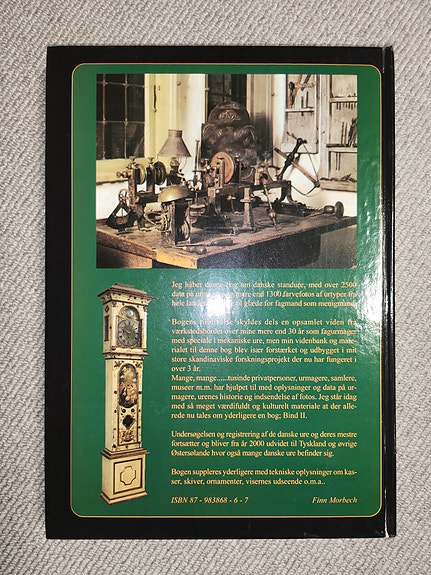 Jeg håber denne bog om danske standure, med over 2500
data på urmagere og mere end 1300 farvefotos af urtyper fra
hele landet, vil være til glæde for fagmand som menigmand.
Bogens tilblivelse skyldes dels en opsamlet viden fra
værkstedsbordet over mine mere end 30 år som fagurmager
med speciale i mekaniske ure, men min videnbank og mate-
rialet til denne bog blev især forstærket og udbygget i mit
store skandinaviske forskningsprojekt der nu har fungeret i
over 3 år.
Mange, mange......tusinde privatpersoner, urmagere, samlere,
museer m.m. har hjulpet til med oplysninger og data på ur-
magere, urenes historie og indsendelse af fotos. Jeg står idag
med så meget værdifuldt og kulturelt materiale at der alle-
rede nu tales om yderligere en bog; Bind II.
Undersøgelsen og registrering af de danske ure og deres mestre
fortsætter og bliver fra år 2000 udvidet til Tyskland og øvrige
Østersølande hvor også mange danske ure befinder sig.
Bogen suppleres yderligere med tekniske oplysninger om kas-
ser, skiver, ornamenter, visernes udseende o.m.a..
ISBN 87 - 983868 - 6 - 7 Finn Morbech